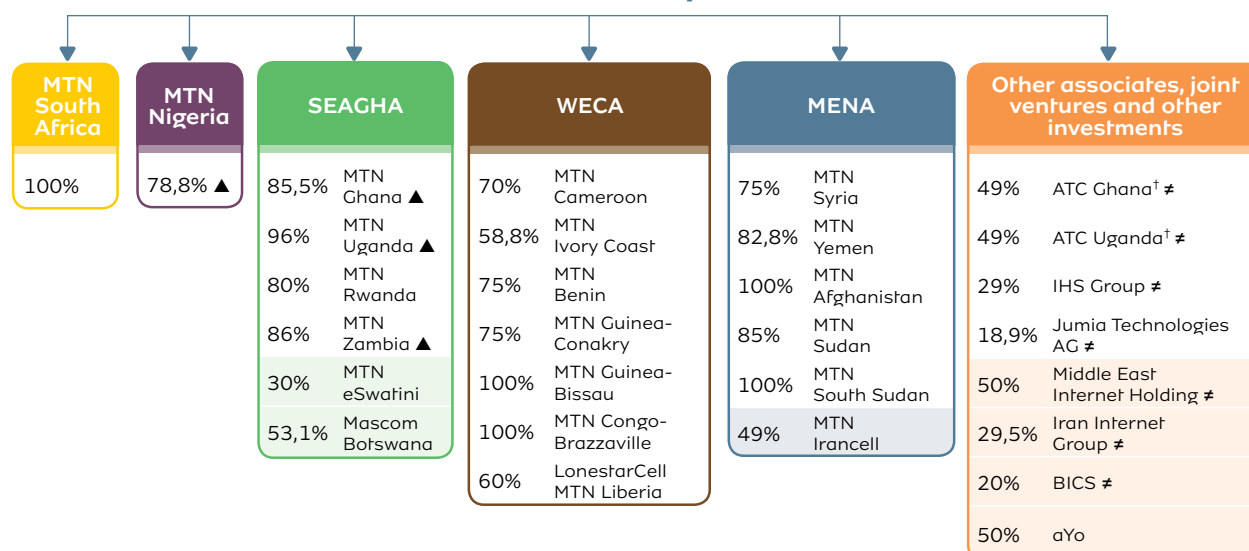 MTN
South
Africa
100%
MTN
Nigeria
78,8% ▲
SEAGHA
85,5% MTN
Ghana ▲
96% MTN
Uganda ▲
80% MTN
Rwanda
86% MTN
Zambia ▲
30% MTN
eSwatini
53,1% Mascom
Botswana
WECA
70% MTN
Cameroon
58,8% MTN
Ivory Coast
75% MTN
Benin
75% MTN Guinea-
Conakry
100% MTN Guinea-
Bissau
100% MTN Congo-
Brazzaville
60% LonestarCell
MTN Liberia
MENA
75% MTN
Syria
82,8% MTN
Yemen
100% MTN
Afghanistan
85% MTN
Sudan
100% MTN
South Sudan
49% MTN
Irancell
Other associates, joint
ventures and other
investments
49% ATC Ghana† ≠
49% ATC Uganda† ≠
29% IHS Group ≠
18,9% Jumia Technologies
AG ≠
50% Middle East
Internet Holding ≠
29,5% Iran Internet
Group ≠
20% BICS ≠
50% aYo